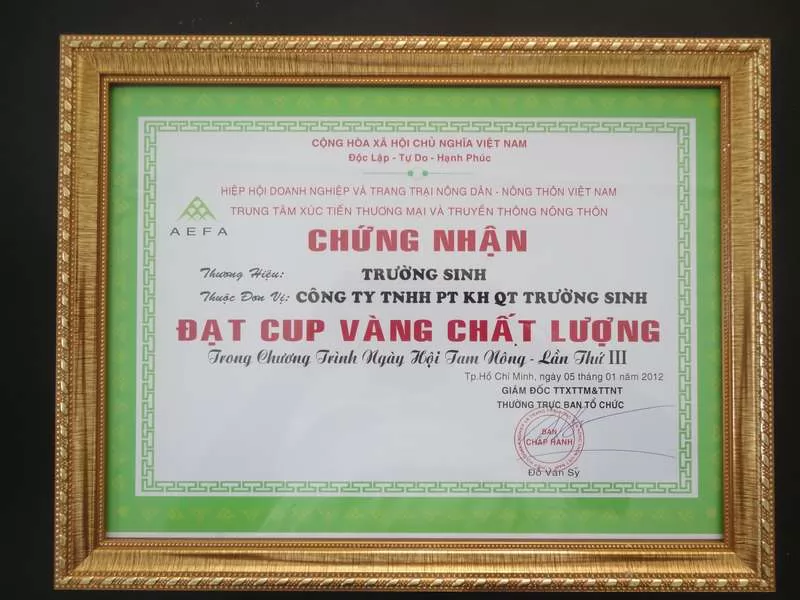 CỘNG HÒA XÃ HỘI CHỦ NGHĨA VIỆT NAM
Độc Lập - Tự Do - Hạnh Phúc
HIỆP HỘI DOANH NGHIỆP VÀ TRANG TRẠI NÔNG DÂN - NÔNG THÔN VIỆT NAM
TRUNG TÂM XÚC TIẾN THƯƠNG MẠI VÀ TRUYỀN THÔNG NÔNG THÔN
AEFA
CHỨNG NHẬN
Thương Hiệu: TRƯỜNG SINH
Thuộc Đơn Vị: CÔNG TY TNHH PT KH QT TRƯỜNG SINH
ĐẠT CUP VÀNG CHẤT LƯỢNG
Trong Chương Trình Ngày Hội Tam Nông - Lần Thứ III
Tp.Hồ Chí Minh, ngày 05 tháng 01 năm 2012
GIÁM ĐỐC TTXTTM&TTNT
THƯỜNG TRỰC BAN TỔ CHỨC
BAN
CHẤP HÀNH
Đỗ Văn Sỹ